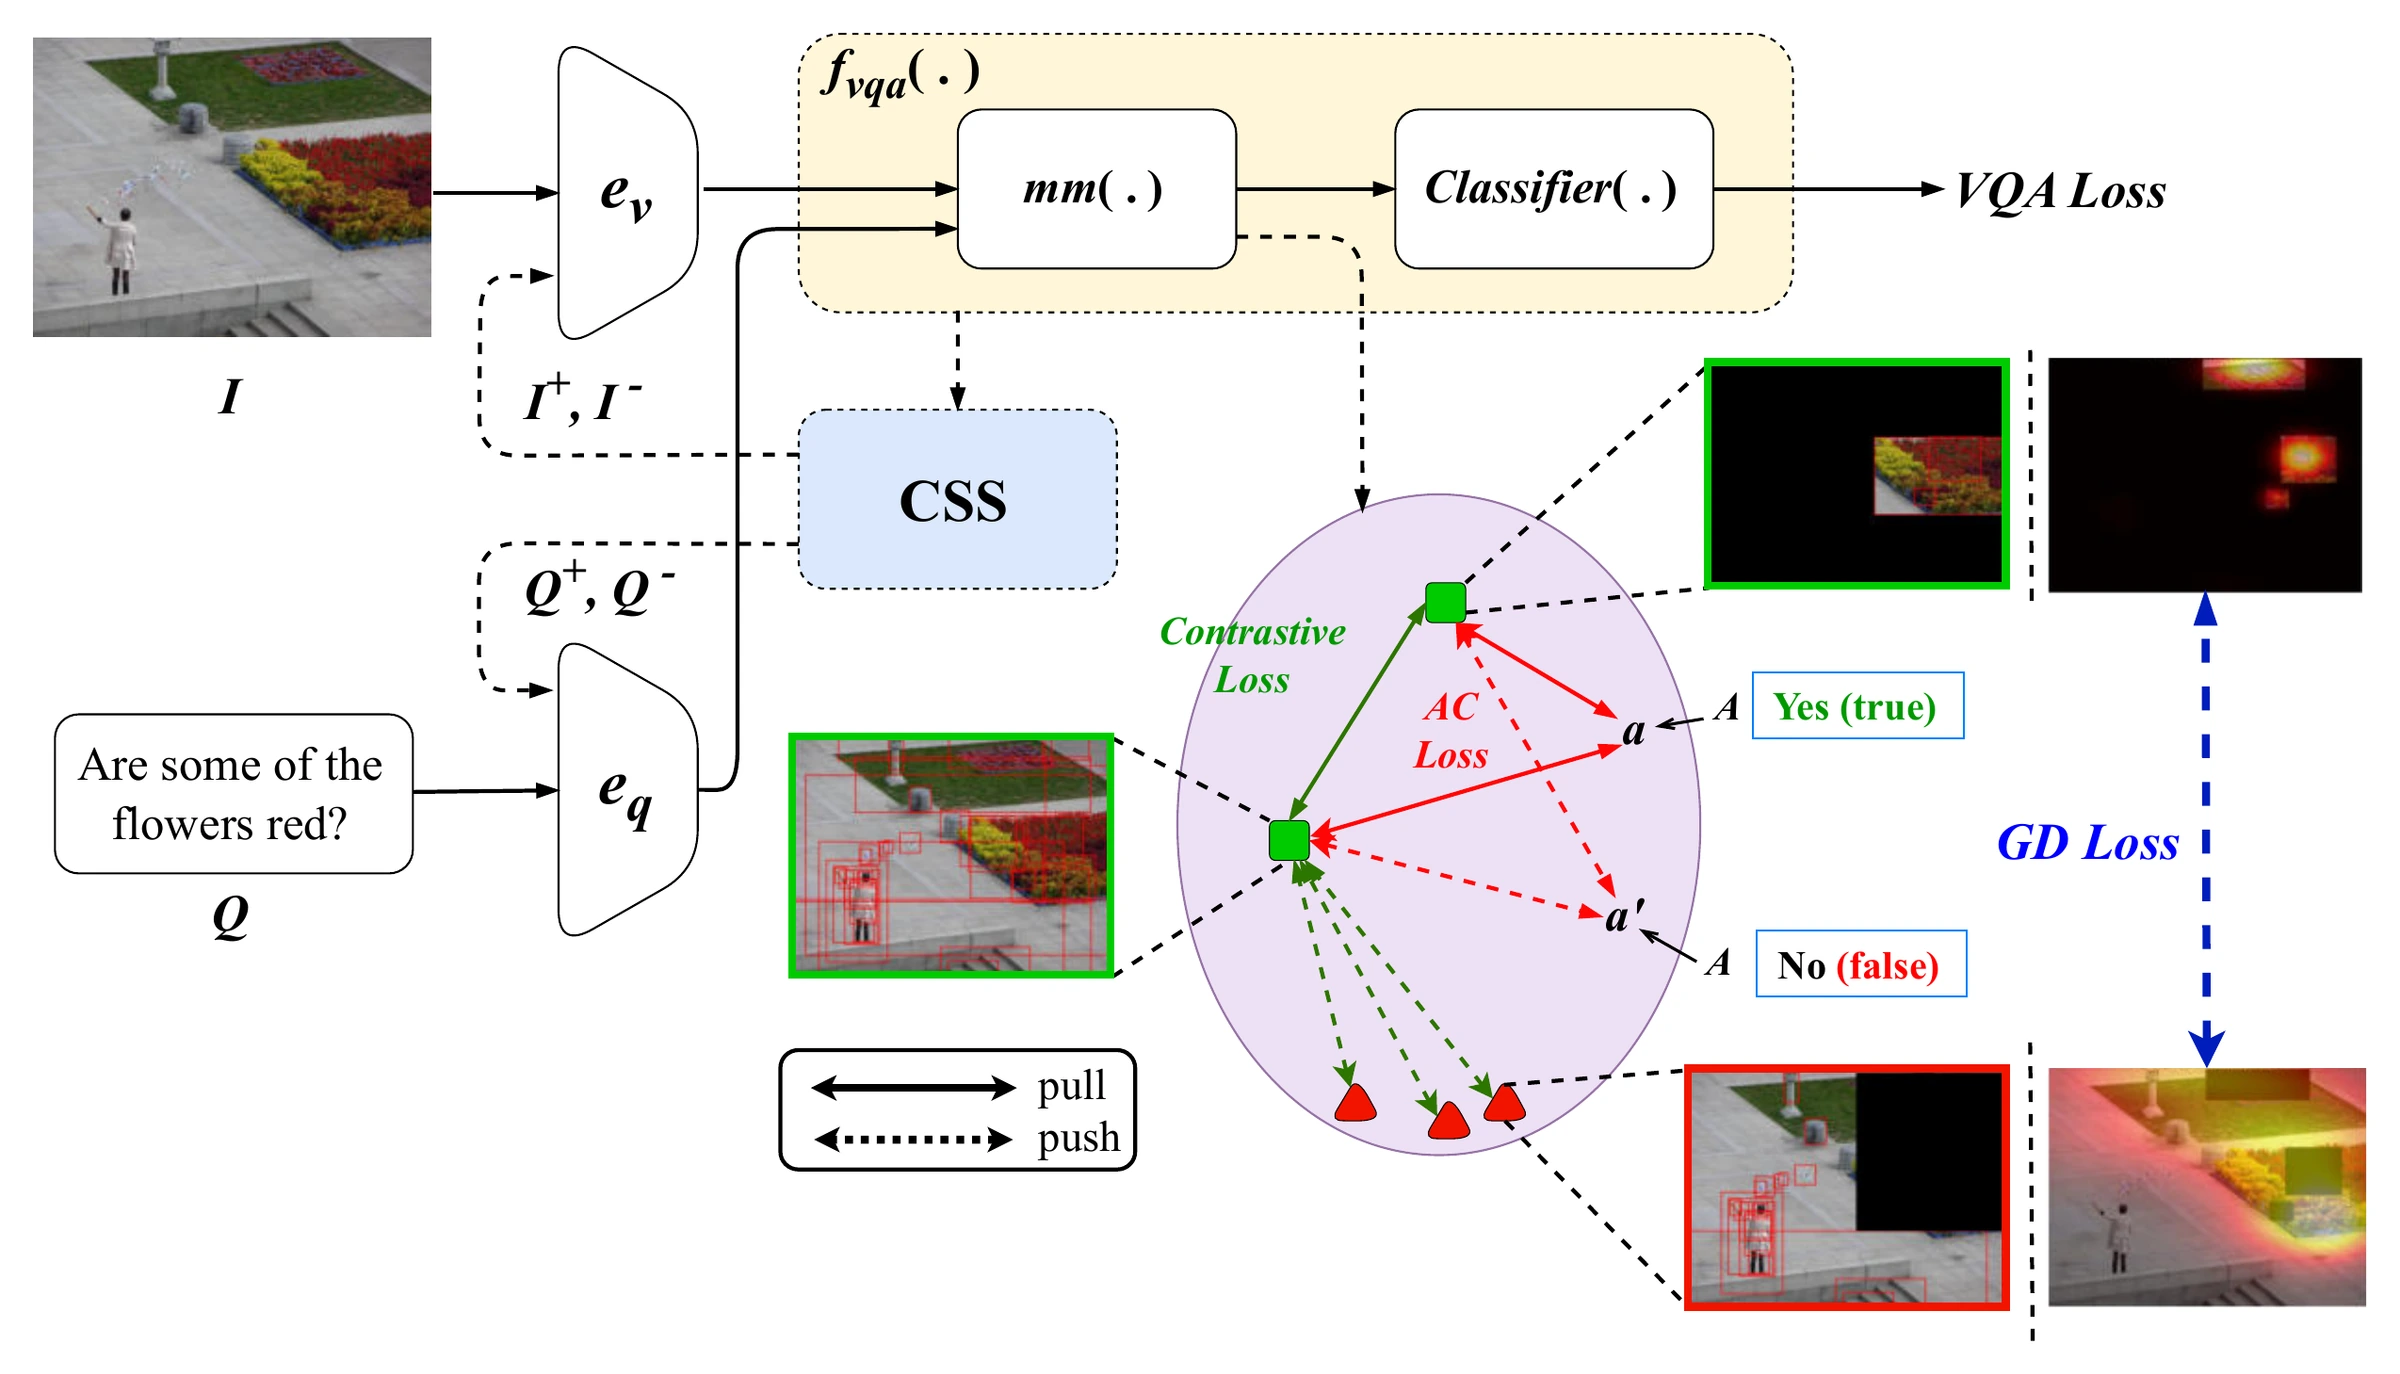 f_vqa(.)
e_v
mm(.)
Classifier(.)
VQA Loss
I
I⁺, I⁻
CSS
Q⁺, Q⁻
Are some of the
flowers red?
Q
e_q
Contrastive
Loss
AC
Loss
a
A
Yes (true)
a'
A
No (false)
GD Loss
pull
push